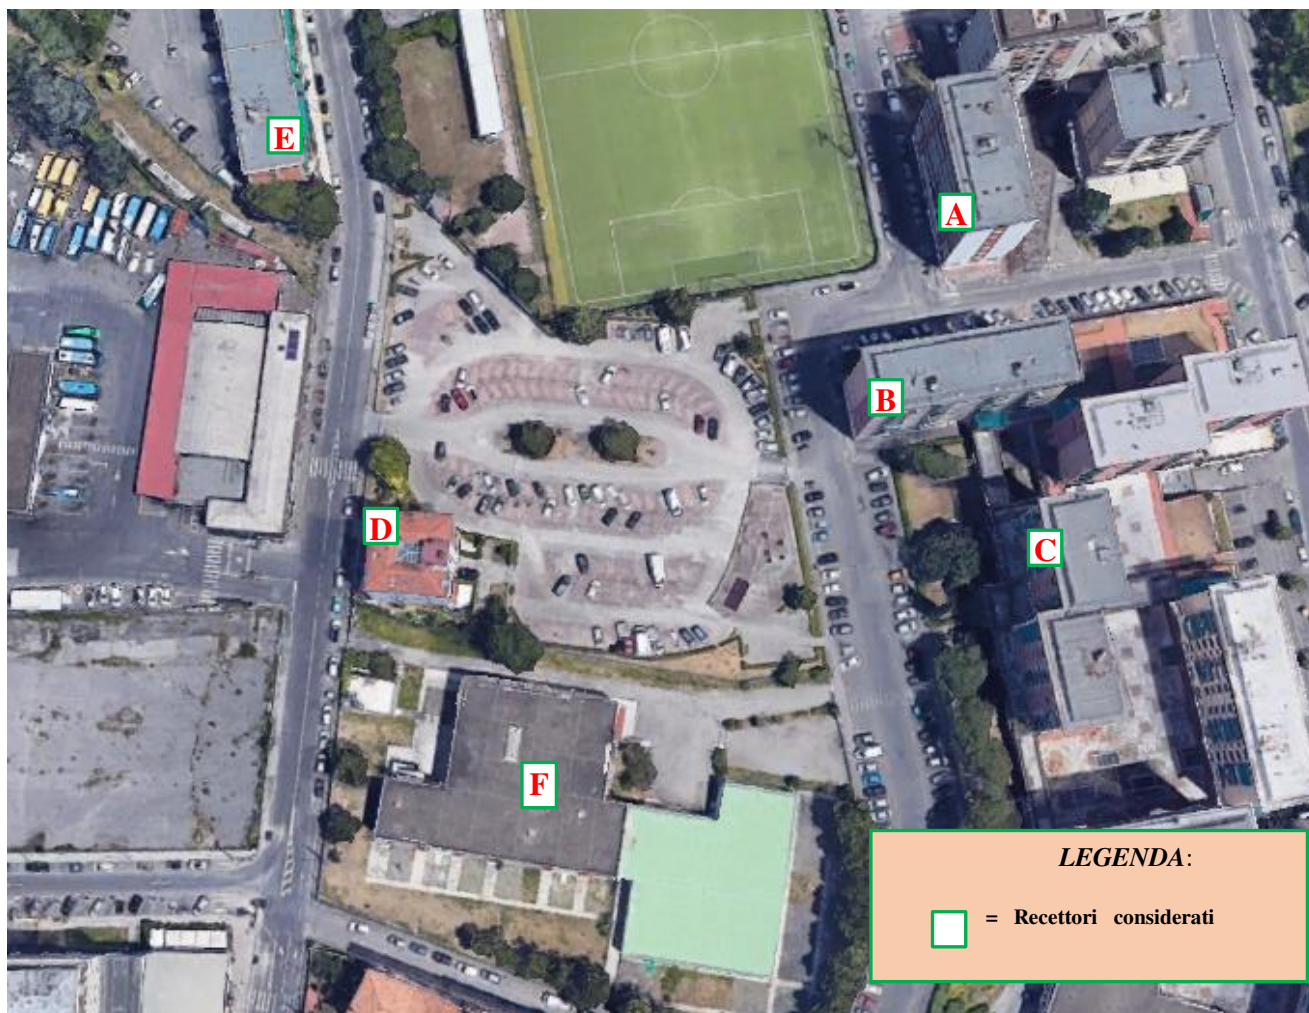 E
A
B
D
C
F
LEGENDA:
= Recettori considerati